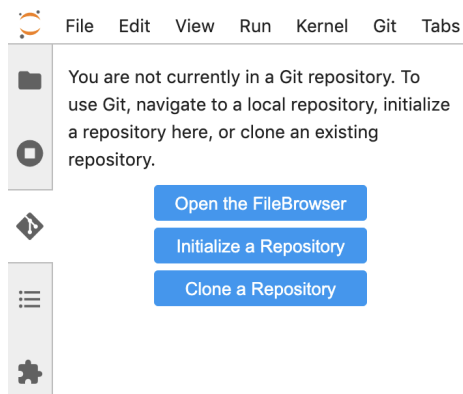 File Edit View Run Kernel Git Tabs
You are not currently in a Git repository. To
use Git, navigate to a local repository, initialize
a repository here, or clone an existing
repository.
Open the FileBrowser
Initialize a Repository
Clone a Repository